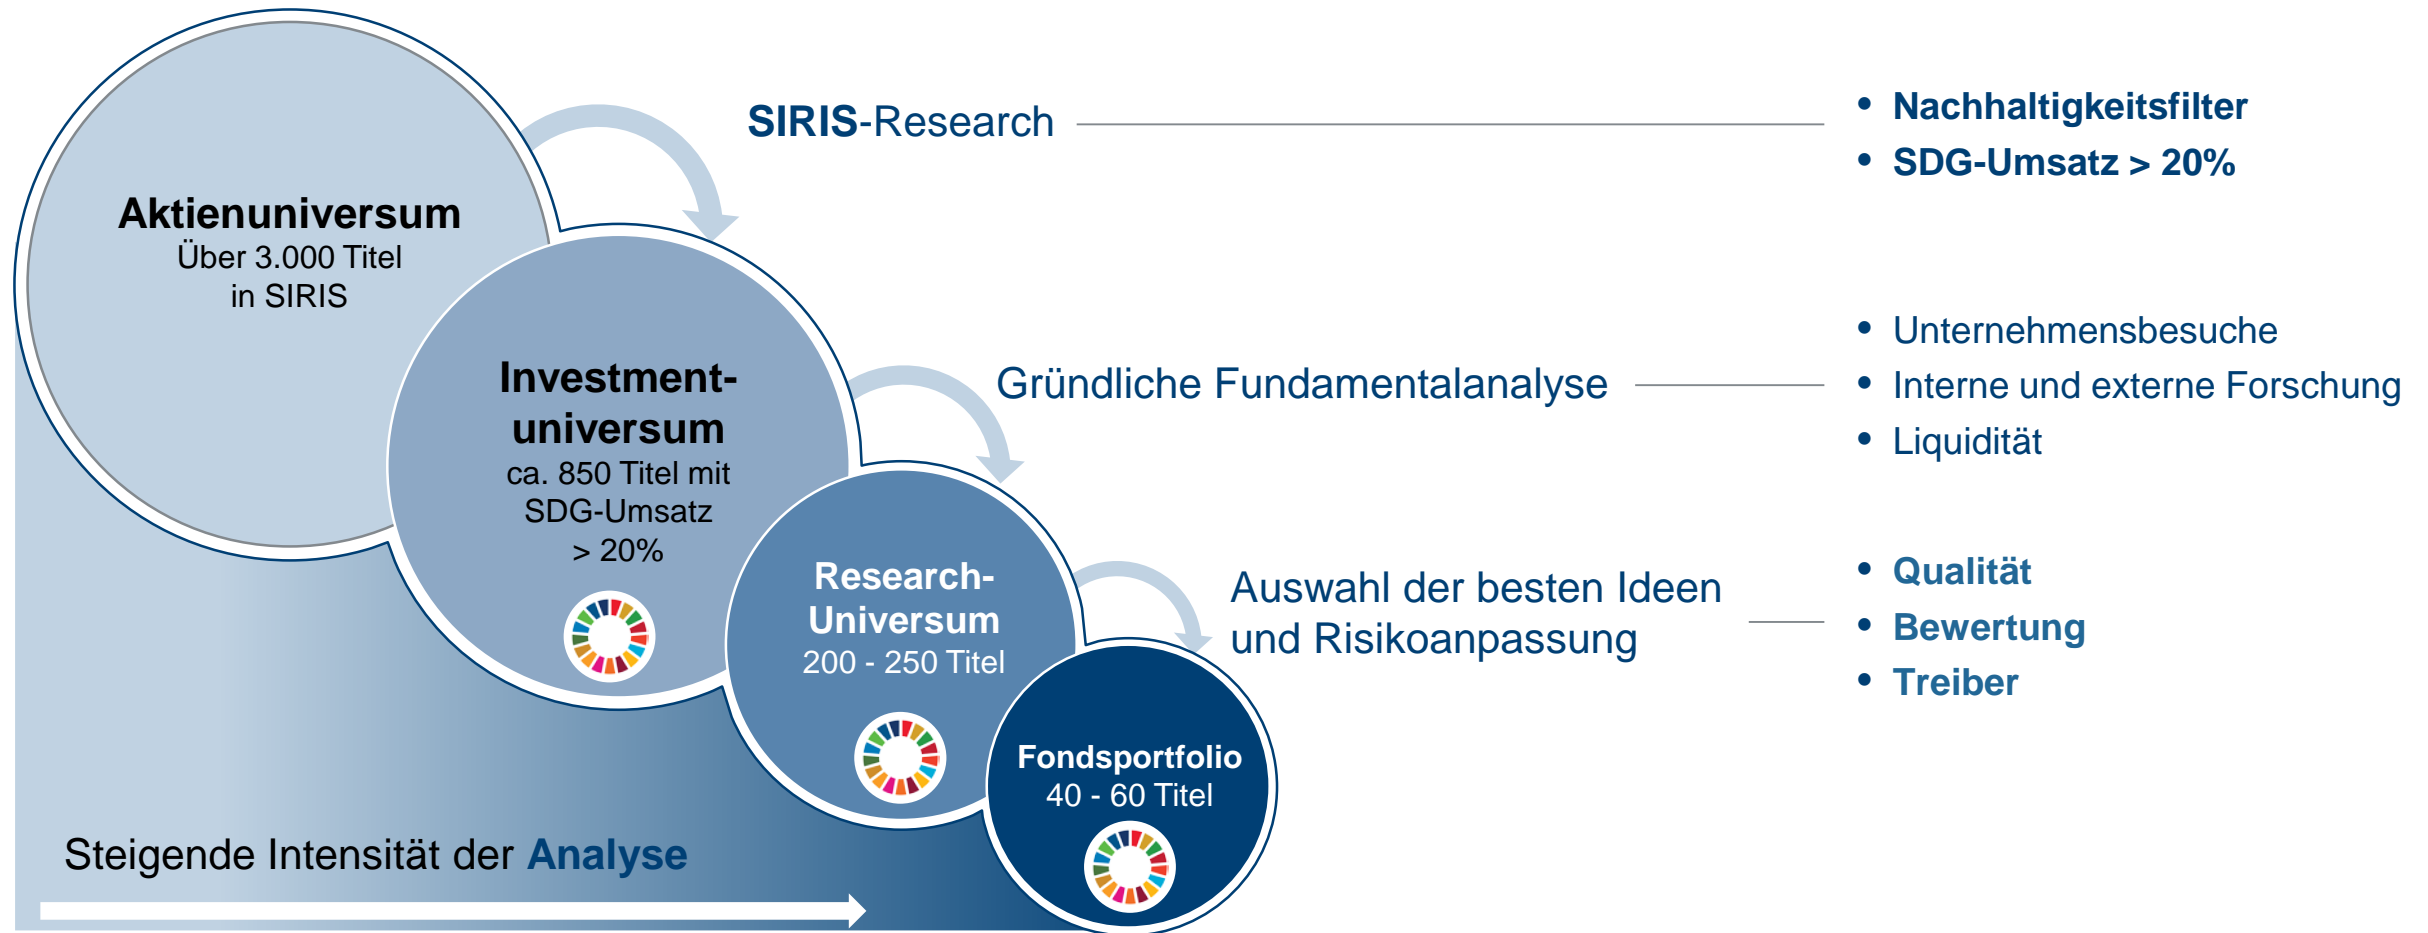 Aktienuniversum
Über 3.000 Titel
in SIRIS
SIRIS-Research
• Nachhaltigkeitsfilter
• SDG-Umsatz > 20%
Investment-
universum
ca. 850 Titel mit
SDG-Umsatz
> 20%
Gründliche Fundamentalanalyse
• Unternehmensbesuche
• Interne und externe Forschung
• Liquidität
Research-
Universum
200 - 250 Titel
Auswahl der besten Ideen
und Risikoanpassung
• Qualität
• Bewertung
• Treiber
Fondsportfolio
40 - 60 Titel
Steigende Intensität der Analyse